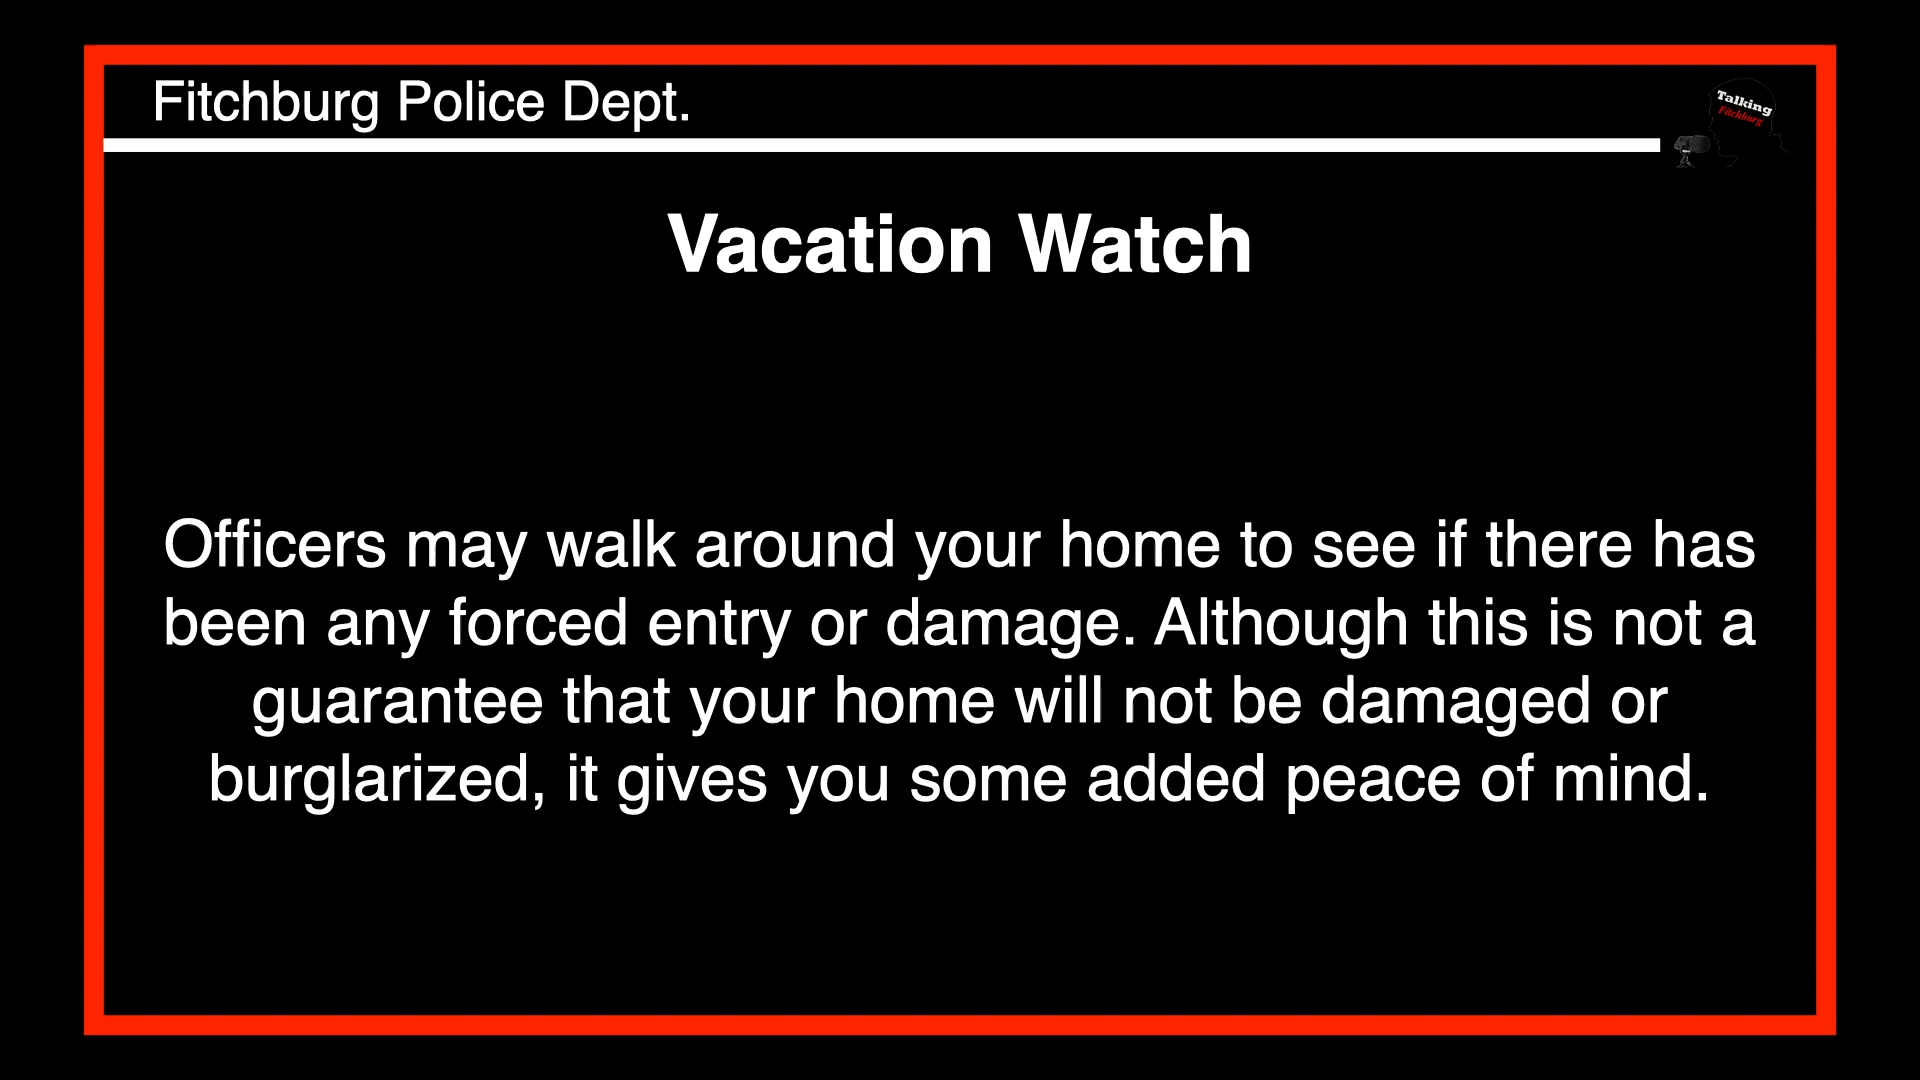 Fitchburg Police Dept.
Talking
Fitchburg
Vacation Watch
Officers may walk around your home to see if there has
been any forced entry or damage. Although this is not a
guarantee that your home will not be damaged or
burglarized, it gives you some added peace of mind.